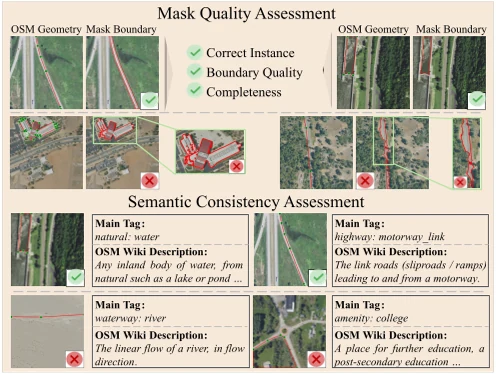 Mask Quality Assessment
OSM Geometry Mask Boundary
OSM Geometry Mask Boundary
Correct Instance
Boundary Quality
Completeness
Semantic Consistency Assessment
Main Tag:
natural: water
OSM Wiki Description:
Any inland body of water, from
natural such as a lake or pond ...
Main Tag:
highway: motorway_link
OSM Wiki Description:
The link roads (sliproads / ramps)
leading to and from a motorway.
Main Tag:
waterway: river
OSM Wiki Description:
The linear flow of a river, in flow
direction.
Main Tag:
amenity: college
OSM Wiki Description:
A place for further education, a
post-secondary education ...